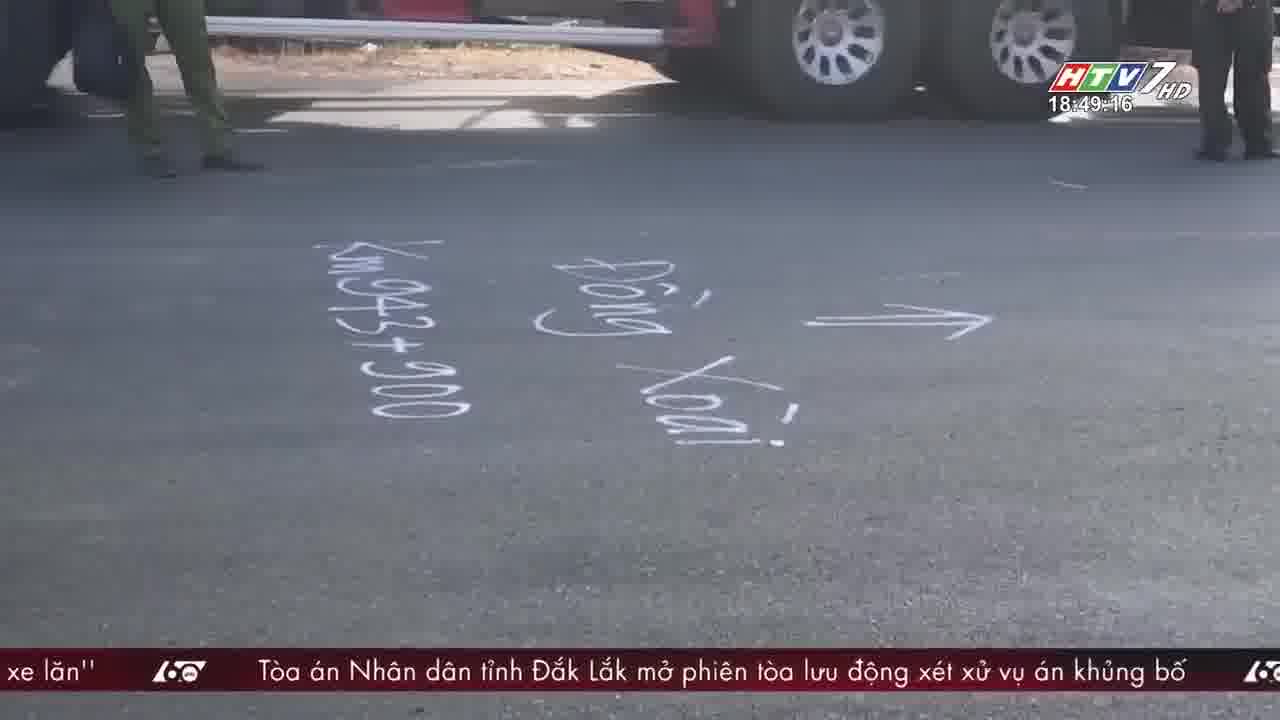 HTV7 HD
18:49:16
Km943+900
Đồng
Xoài
xe lăn" 60 Tòa án Nhân dân tỉnh Đắk Lắk mở phiên tòa lưu động xét xử vụ án khủng bố